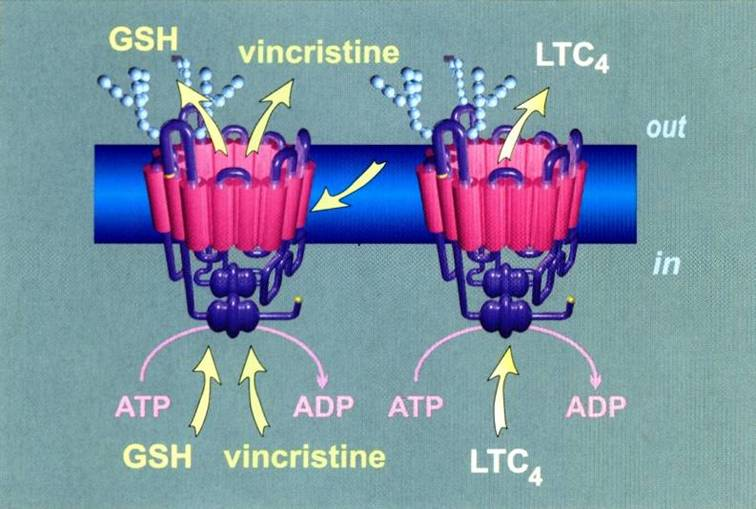 GSH vincristine LTC₄
out
in
ATP ADP ATP ADP
GSH vincristine LTC₄